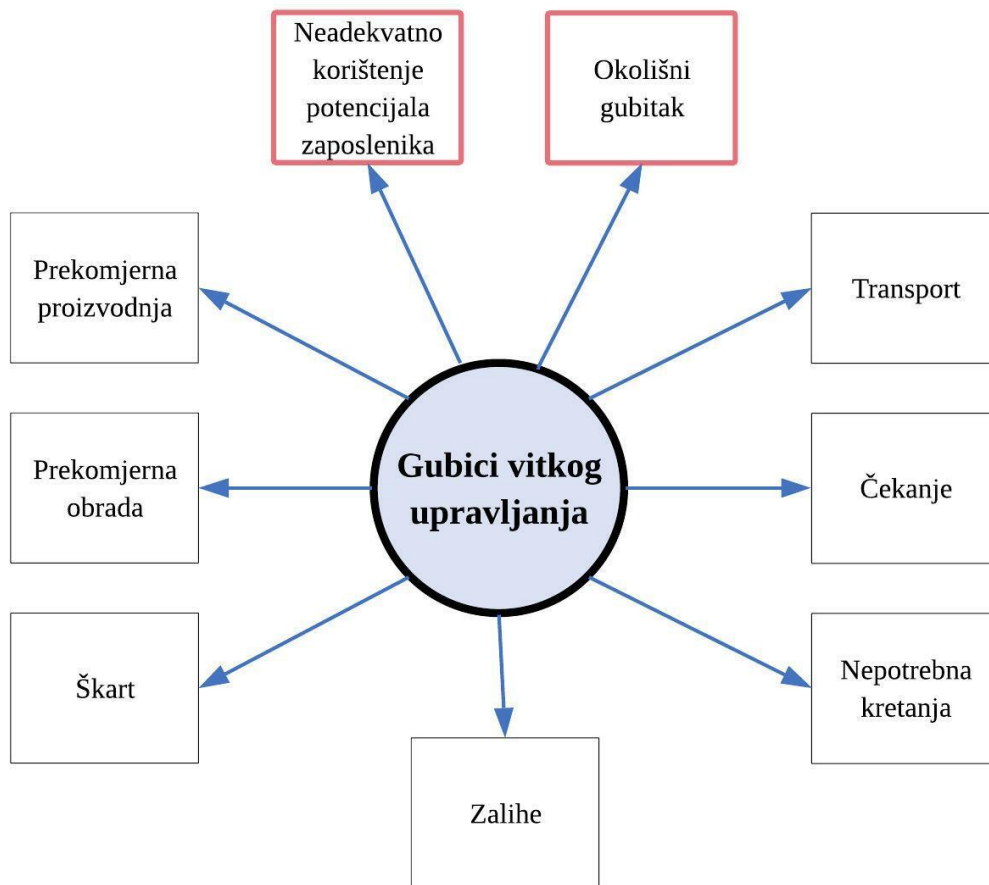 Neadekvatno
korištenje
potencijala
zaposlenika
Okolišni
gubitak
Prekomjerna
proizvodnja
Transport
Gubici vitkog
upravljanja
Prekomjerna
obrada
Čekanje
Škart
Nepotrebna
kretanja
Zalihe